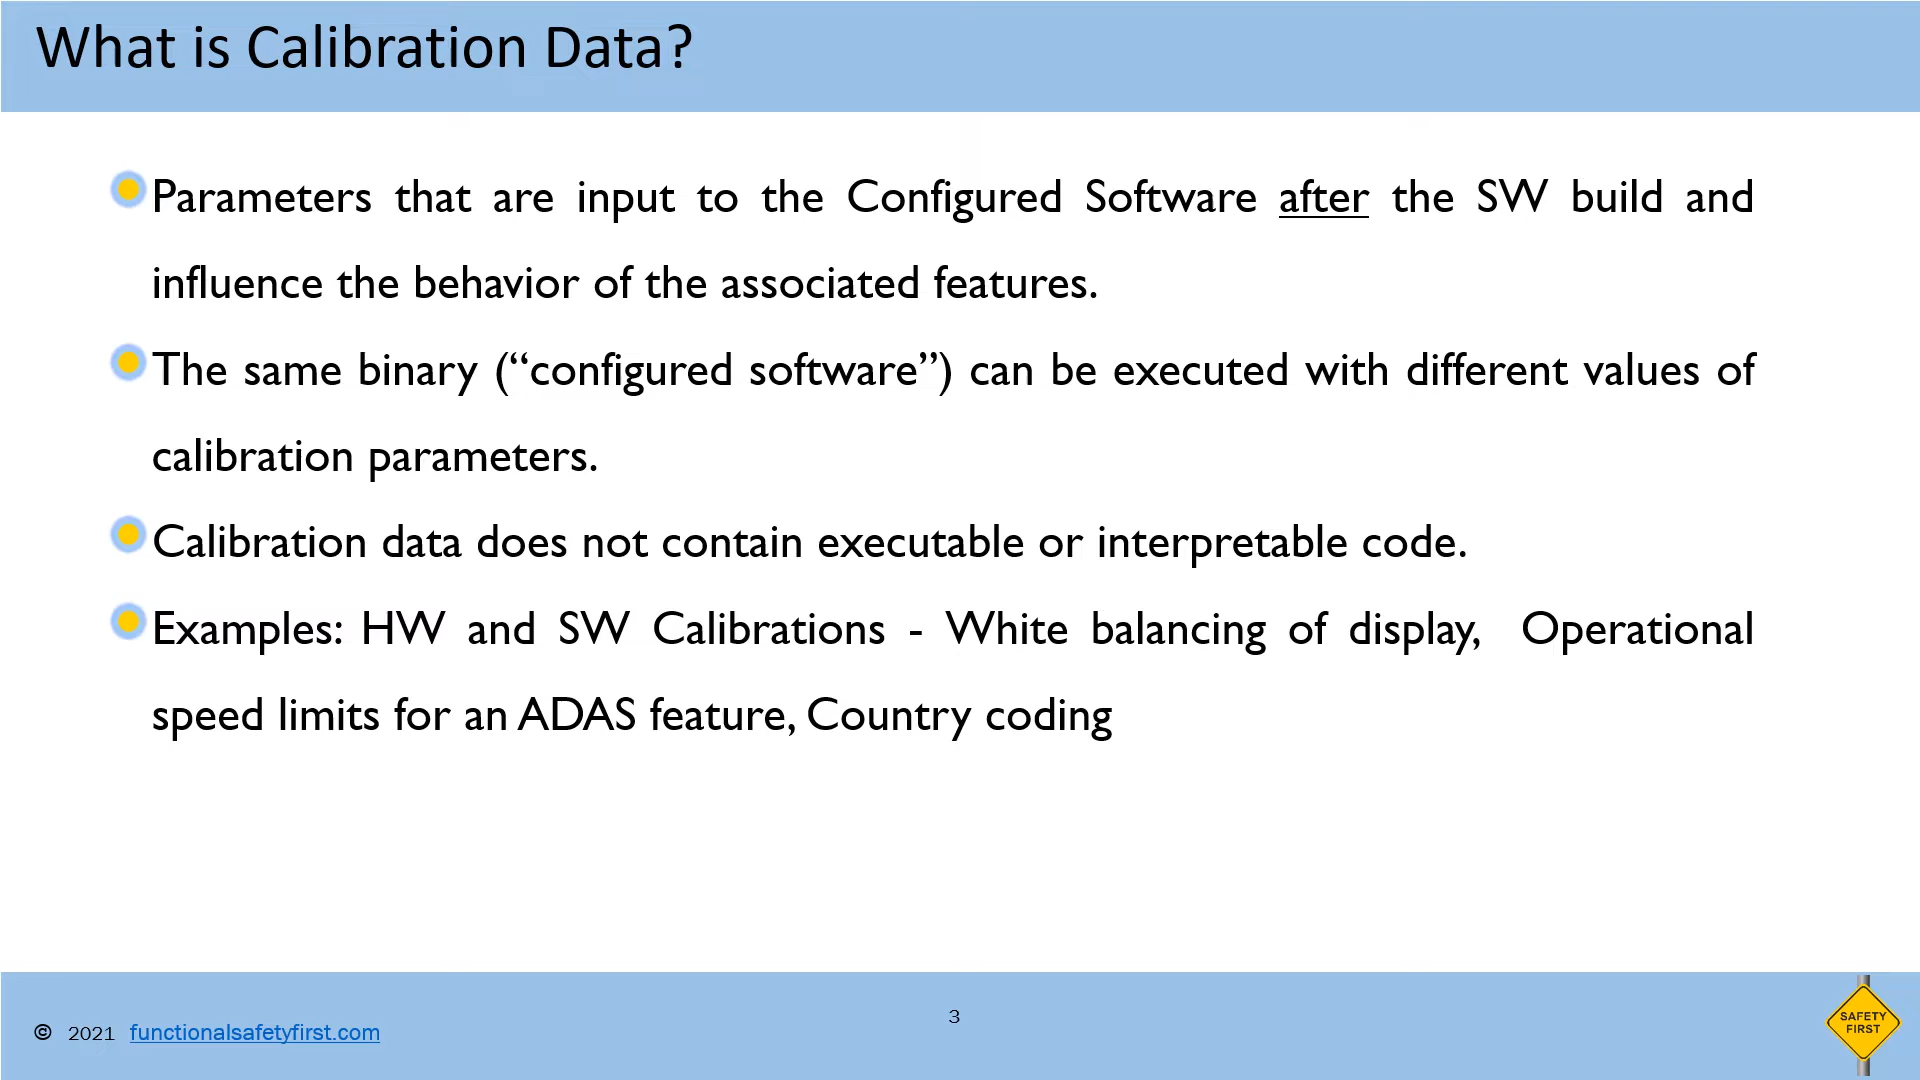 What is Calibration Data?
Parameters that are input to the Configured Software after the SW build and
influence the behavior of the associated features.
The same binary (“configured software”) can be executed with different values of
calibration parameters.
Calibration data does not contain executable or interpretable code.
Examples: HW and SW Calibrations - White balancing of display, Operational
speed limits for an ADAS feature, Country coding
© 2021 functionalsafetyfirst.com
3
SAFETY
FIRST